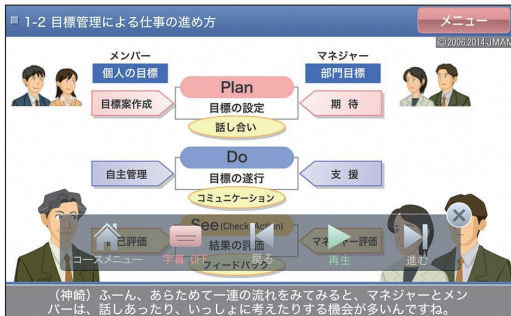 1-2 目標管理による仕事の進め方
メニュー
©2006,2014 JMAM
メンバー
個人の目標
マネジャー
部門目標
Plan
目標案作成
目標の設定
期 待
話し合い
Do
自主管理
目標の遂行
支 援
コミュニケーション
See (Check, Action)
己評価
結果の評価
マネジャー評価
フィードバック
コースメニュー
字幕 OFF
戻る
再生
進む
（神崎）ふーん、あらためて一連の流れをみてみると、マネジャーとメン
バーは、話しあったり、いっしょに考えたりする機会が多いんですね。